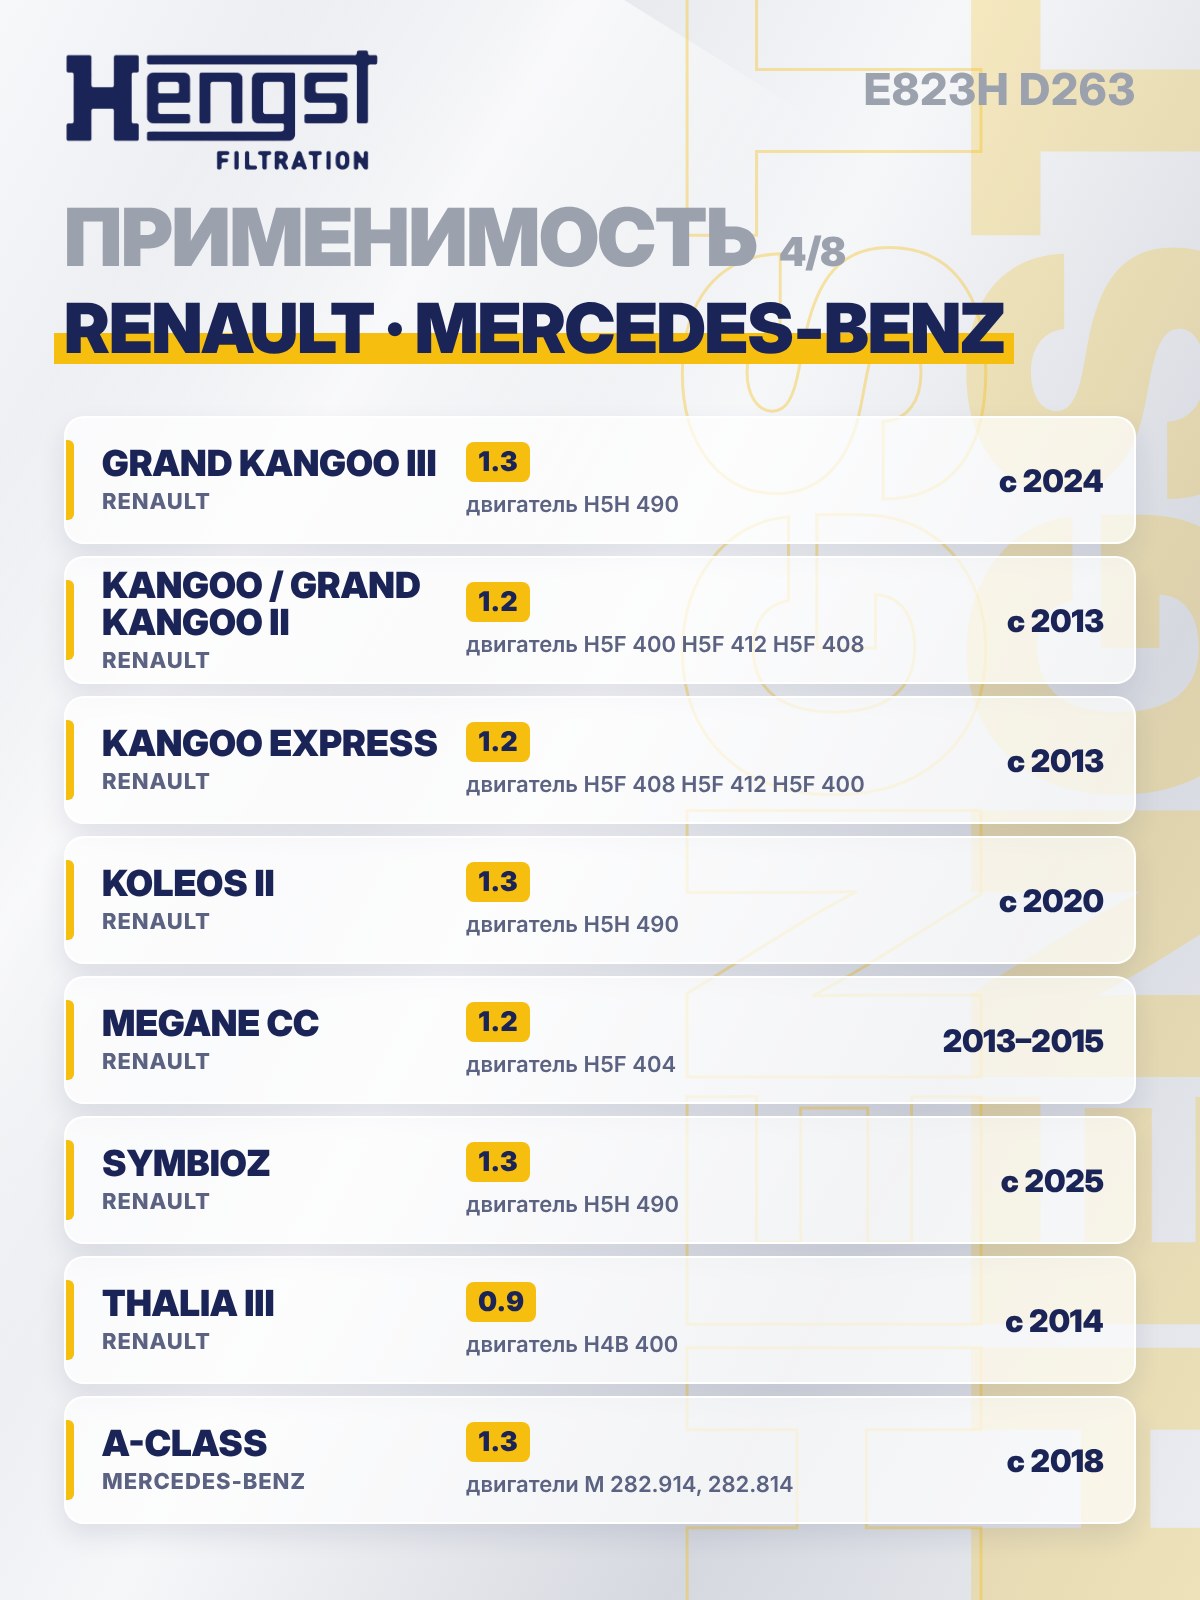 Hengst
FILTRATION
E823H D263
ПРИМЕНИМОСТЬ 4/8
RENAULT · MERCEDES-BENZ
GRAND KANGOO III
RENAULT
1.3
двигатель H5H 490
с 2024
KANGOO / GRAND
KANGOO II
RENAULT
1.2
двигатель H5F 400 H5F 412 H5F 408
с 2013
KANGOO EXPRESS
RENAULT
1.2
двигатель H5F 408 H5F 412 H5F 400
с 2013
KOLEOS II
RENAULT
1.3
двигатель H5H 490
с 2020
MEGANE CC
RENAULT
1.2
двигатель H5F 404
2013–2015
SYMBIOZ
RENAULT
1.3
двигатель H5H 490
с 2025
THALIA III
RENAULT
0.9
двигатель H4B 400
с 2014
A-CLASS
MERCEDES-BENZ
1.3
двигатели M 282.914, 282.814
с 2018
HENGST
HENGST